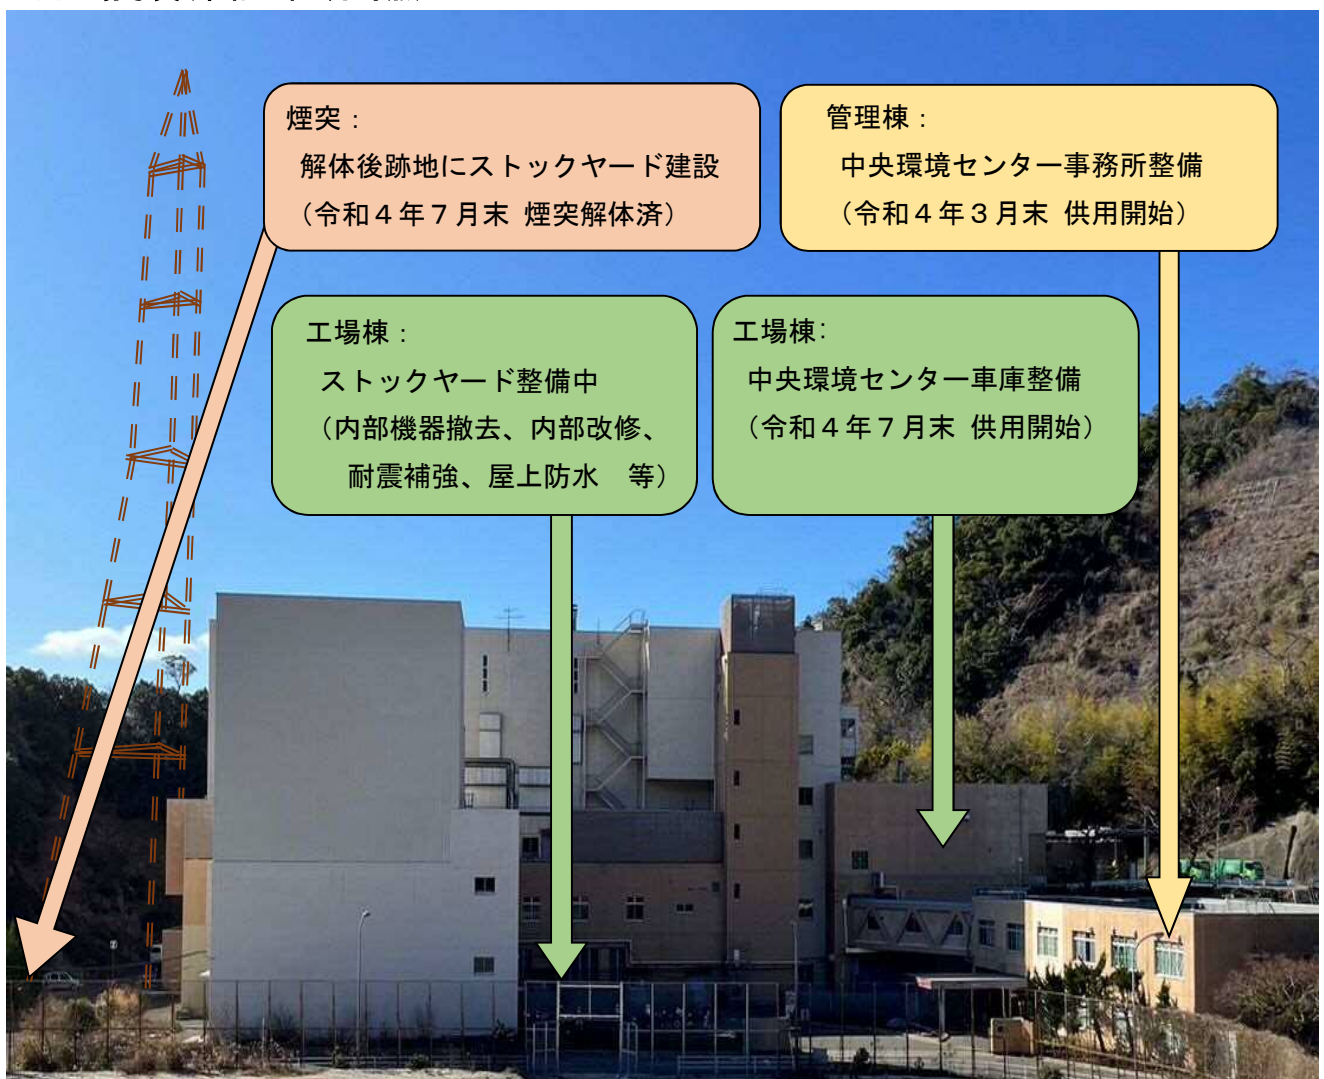 煙突：
解体後跡地にストックヤード建設
（令和４年７月末 煙突解体済）
管理棟：
中央環境センター事務所整備
（令和４年３月末 供用開始）
工場棟：
ストックヤード整備中
（内部機器撤去、内部改修、
耐震補強、屋上防水　等）
工場棟：
中央環境センター車庫整備
（令和４年７月末 供用開始）